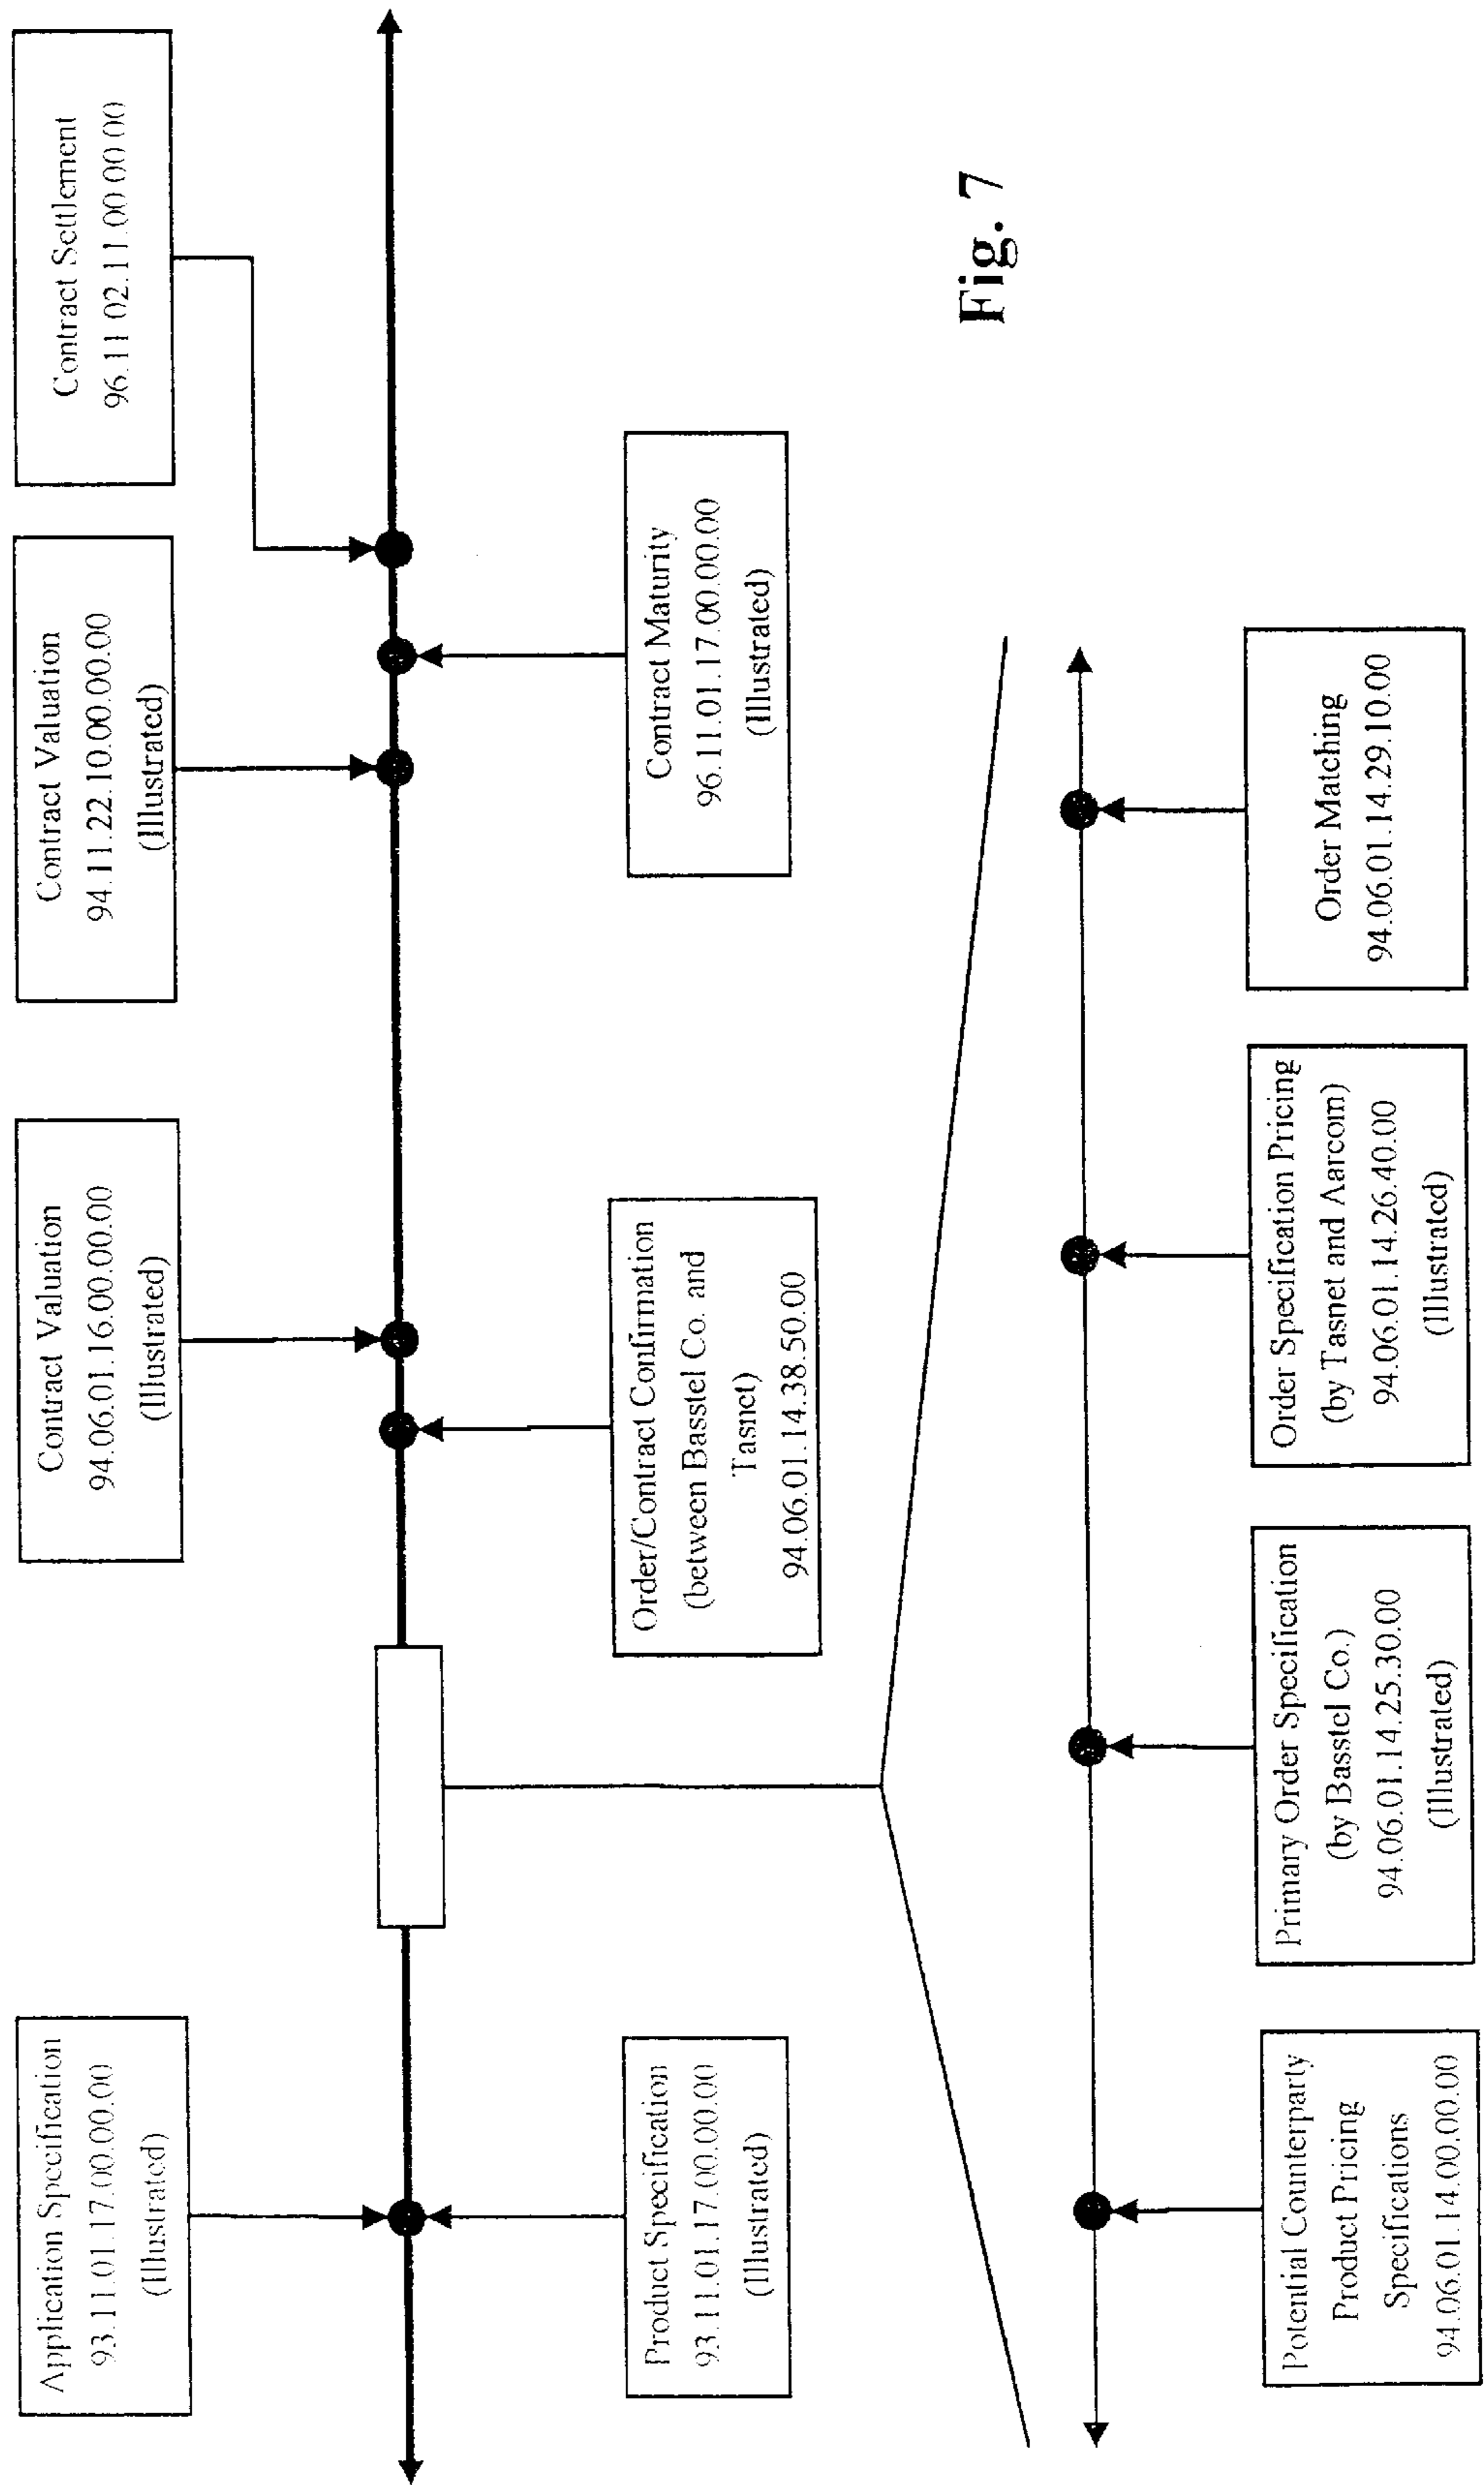 Application Specification
93.11.01.17.00.00.00
(Illustrated)
Contract Valuation
94.06.01.16.00.00.00
(Illustrated)
Contract Valuation
94.11.22.10.00.00.00
(Illustrated)
Contract Settlement
96.11.02.11.00.00.00
Product Specification
93.11.01.17.00.00.00
(Illustrated)
Order/Contract Confirmation
(between Basstel Co. and
Tasnet)
94.06.01.14.38.50.00
Contract Maturity
96.11.01.17.00.00.00
(Illustrated)
Fig. 7
Potential Counterparty
Product Pricing
Specifications
94.06.01.14.00.00.00
Primary Order Specification
(by Basstel Co.)
94.06.01.14.25.30.00
(Illustrated)
Order Specification Pricing
(by Tasnet and Aarcom)
94.06.01.14.26.40.00
(Illustrated)
Order Matching
94.06.01.14.29.10.00